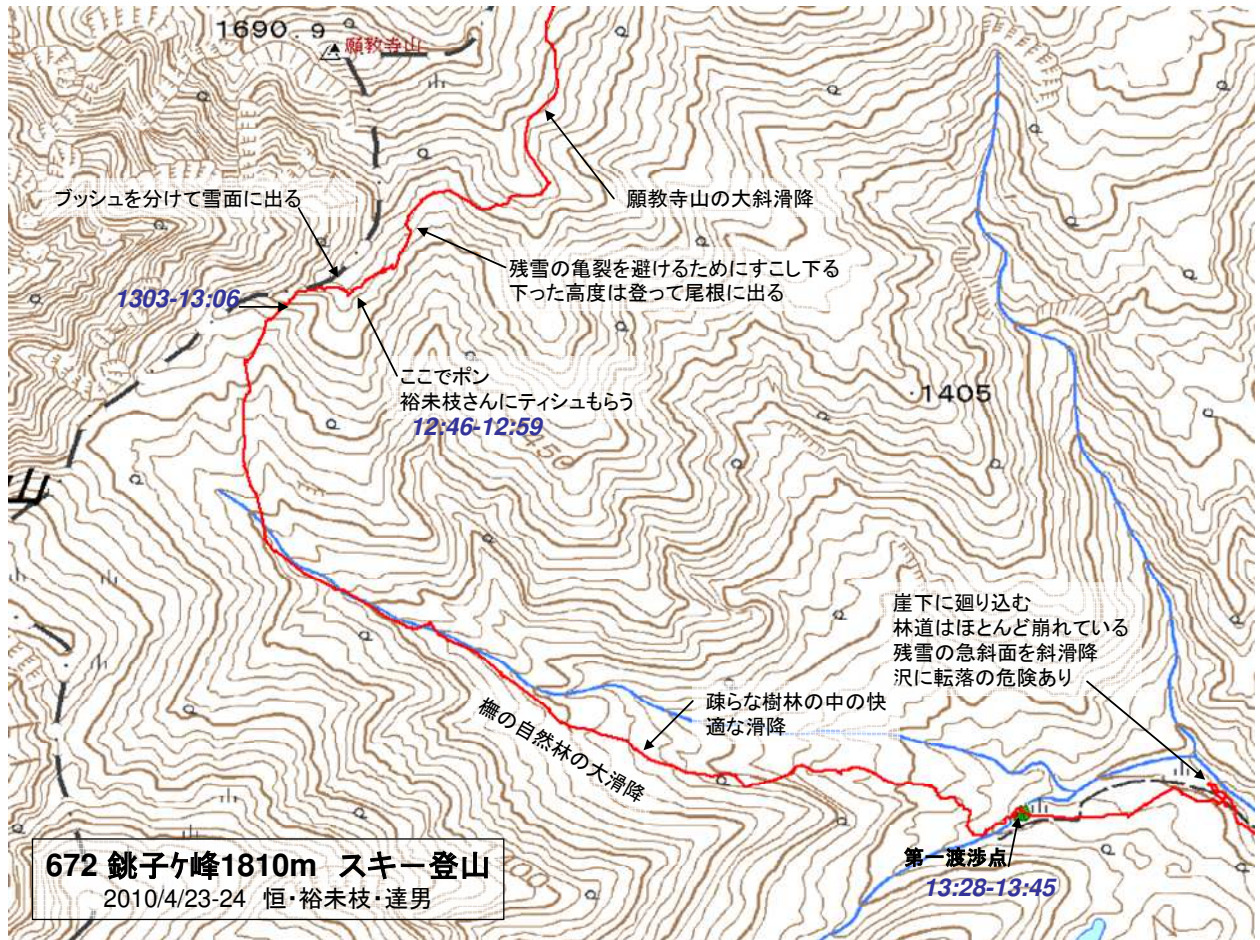 1690.9
願教寺山
ブッシュを分けて雪面に出る
願教寺山の大斜滑降
残雪の亀裂を避けるためにすこし下る
下った高度は登って尾根に出る
1303-13:06
ここでポン
裕未枝さんにティシュもらう
12:46-12:59
・1405
山
崖下に廻り込む
林道はほとんど崩れている
残雪の急斜面を斜滑降
沢に転落の危険あり
疎らな樹林の中の快
適な滑降
橅の自然林の大滑降
第一渡渉点
13:28-13:45
672 銚子ケ峰1810m スキー登山
2010/4/23-24 恒・裕未枝・達男